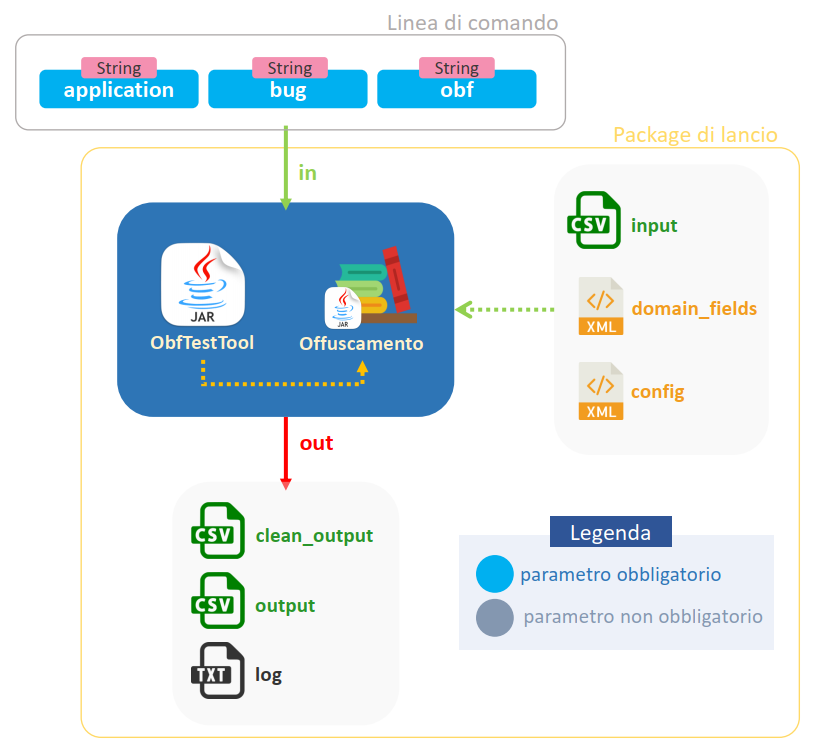 Linea di comando
String
String
String
application
bug
obf
Package di lancio
in
CSV
input
XML
domain_fields
XML
config
JAR
ObfTestTool
JAR
Offuscamento
out
CSV
clean_output
CSV
output
TXT
log
Legenda
parametro obbligatorio
parametro non obbligatorio